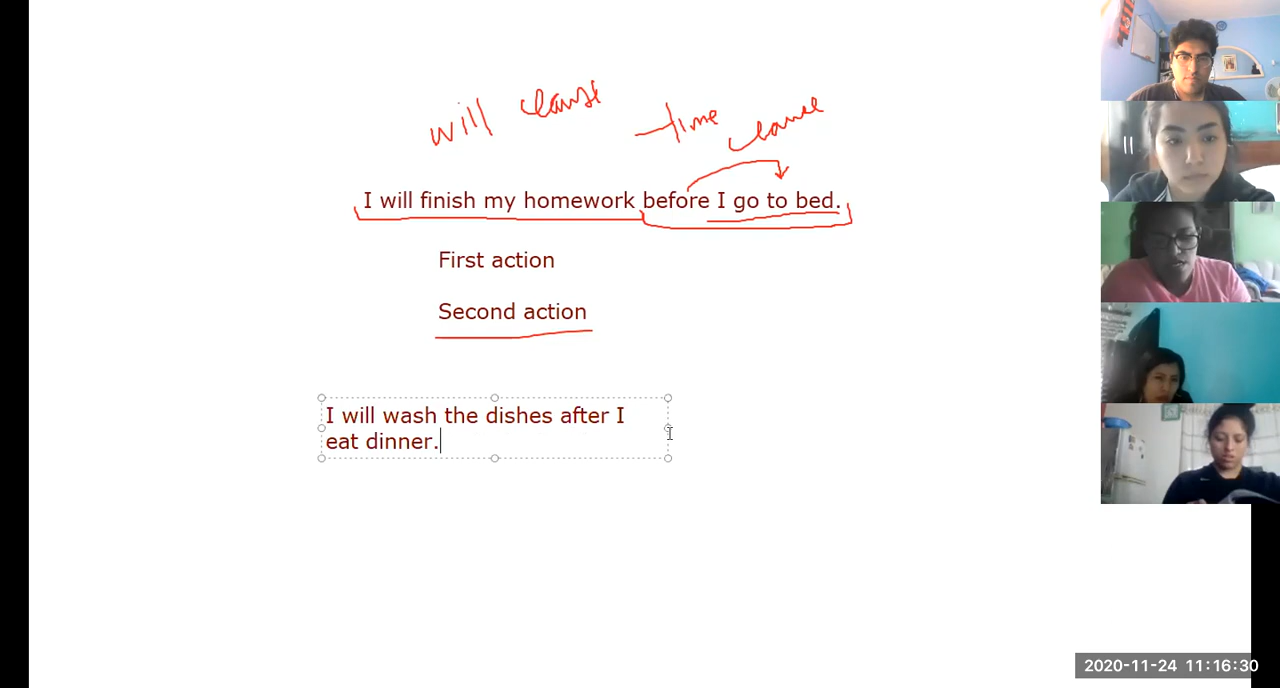 will clause
time clause
I will finish my homework before I go to bed.
First action
Second action
I will wash the dishes after I
eat dinner.
2020-11-24 11:16:30